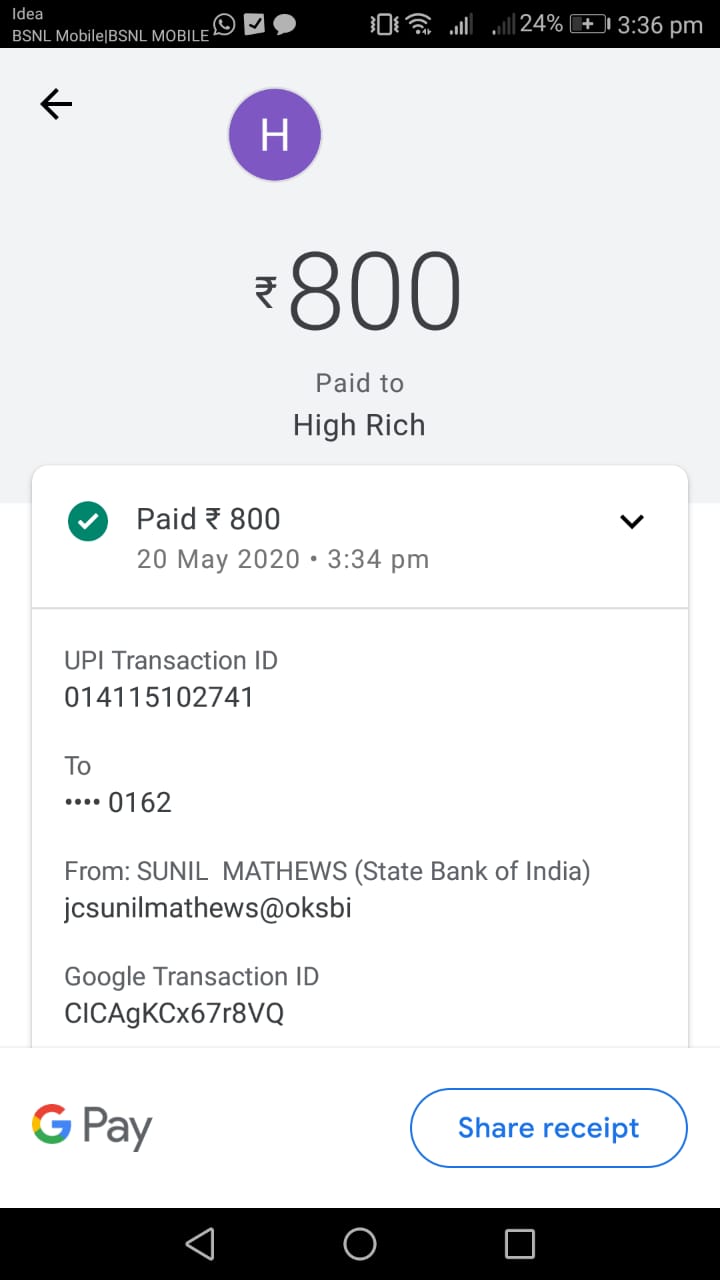 Idea
BSNL Mobile|BSNL MOBILE
24% 3:36 pm
H
₹800
Paid to
High Rich
Paid ₹ 800
20 May 2020 • 3:34 pm
UPI Transaction ID
014115102741
To
•••• 0162
From: SUNIL  MATHEWS (State Bank of India)
jcsunilmathews@oksbi
Google Transaction ID
CICAgKCx67r8VQ
G Pay
Share receipt